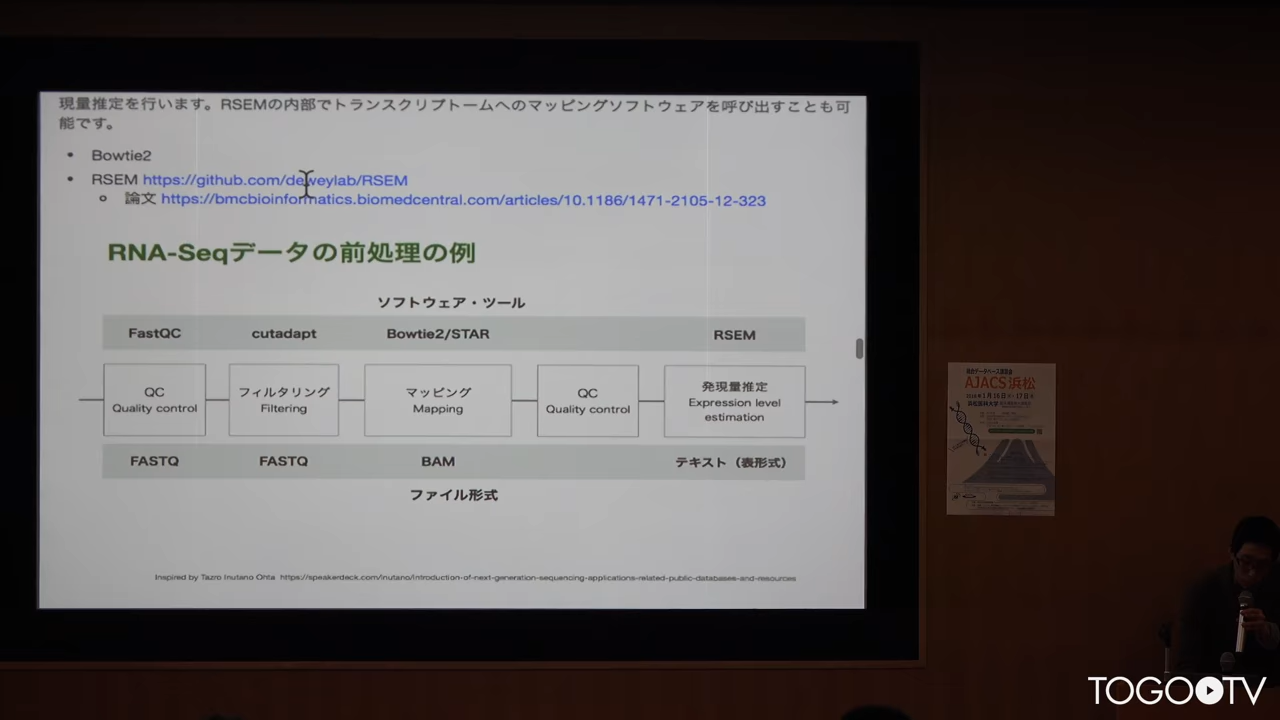 現量推定を行います。RSEMの内部でトランスクリプトームへのマッピングソフトウェアを呼び出すことも可
能です。
• Bowtie2
• RSEM https://github.com/deweylab/RSEM
○ 論文 https://bmcbioinformatics.biomedcentral.com/articles/10.1186/1471-2105-12-323
RNA-Seqデータの前処理の例
ソフトウェア・ツール
FastQC cutadapt Bowtie2/STAR RSEM
QC
Quality control
フィルタリング
Filtering
マッピング
Mapping
QC
Quality control
発現量推定
Expression level
estimation
FASTQ FASTQ BAM テキスト（表形式）
ファイル形式
Inspired by Tazro Inutano Ohta https://speakerdeck.com/inutano/introduction-of-next-generation-sequencing-applications-related-public-databases-and-resources
AJACS浜松
TOGO TV